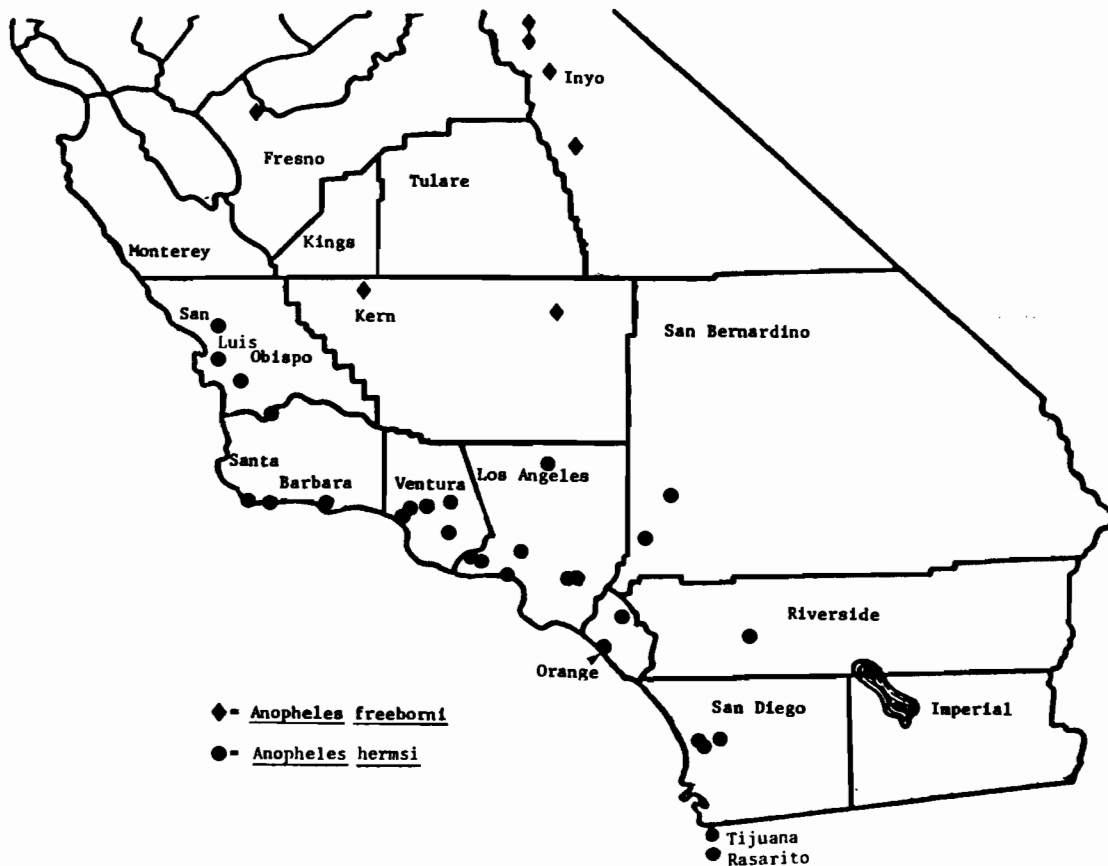 Inyo
Fresno
Tulare
Kings
Monterey
San
Luis
Obispo
Kern
San Bernardino
Santa
Barbara
Ventura
Los Angeles
Riverside
Orange
San Diego
Imperial
= Anopheles freeborni
= Anopheles hermsi
Tijuana
Rasarito